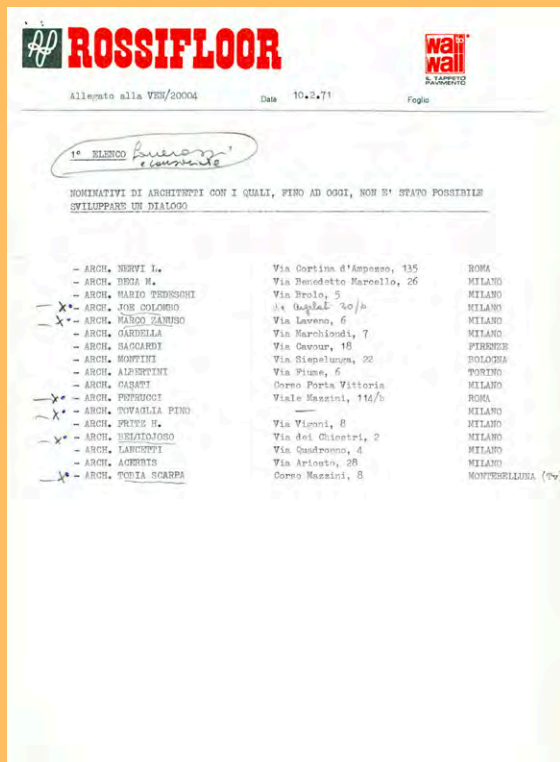 ROSSIFLOOR
wall to wall
IL TAPPETO
PAVIMENTO
Allegato alla VEN/20004 Data 10.2.71 Foglio
1° ELENCO
NOMINATIVI DI ARCHITETTI CON I QUALI, FINO AD OGGI, NON E' STATO POSSIBILE
SVILUPPARE UN DIALOGO
- ARCH. NERVI L. Via Cortina d'Ampezzo, 135 ROMA
- ARCH. BEGA M. Via Benedetto Marcello, 26 MILANO
- ARCH. MARIO TEDESCHI Via Brolo, 5 MILANO
x - ARCH. JOE COLOMBO 20/b MILANO
x - ARCH. MARCO ZANUSO Via Laveno, 6 MILANO
- ARCH. GARDELLA Via Marchiondi, 7 MILANO
- ARCH. SACCARDI Via Cavour, 18 FIRENZE
- ARCH. MONTINI Via Siepelunga, 22 BOLOGNA
- ARCH. ALBERTINI Via Fiume, 6 TORINO
- ARCH. CASATI Corso Porta Vittoria MILANO
x - ARCH. PETRUCCI Viale Mazzini, 114/b ROMA
x - ARCH. TOVAGLIA PINO — MILANO
- ARCH. FRITZ H. Via Vigoni, 8 MILANO
x - ARCH. BELGIOJOSO Via dei Chiostri, 2 MILANO
- ARCH. LANCETTI Via Quadronno, 4 MILANO
- ARCH. ACERBIS Via Ariosto, 28 MILANO
x - ARCH. TOBIA SCARPA Corso Mazzini, 8 MONTEBELLUNA (Tv)